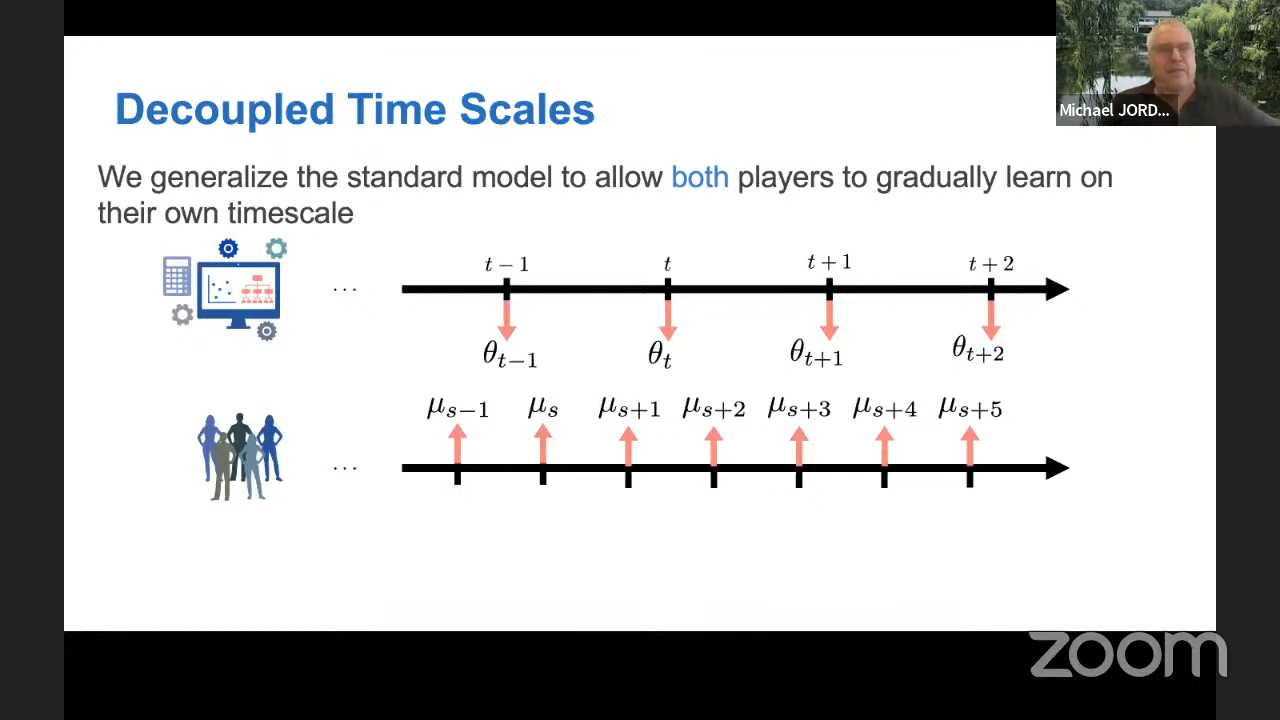 Michael JORD...
Decoupled Time Scales
We generalize the standard model to allow both players to gradually learn on
their own timescale
t − 1 t t + 1 t + 2
...
θ_{t−1} θ_t θ_{t+1} θ_{t+2}
μ_{s−1} μ_s μ_{s+1} μ_{s+2} μ_{s+3} μ_{s+4} μ_{s+5}
...
zoom